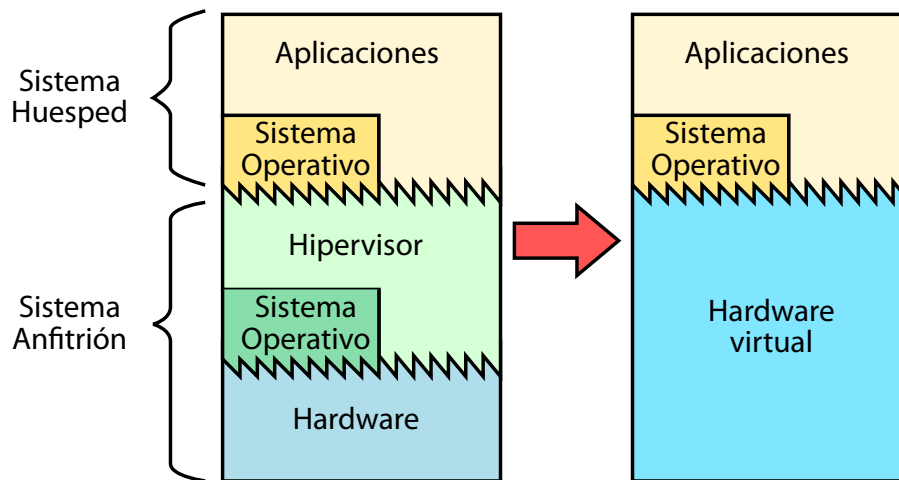 Sistema
Huesped
Sistema
Anfitrión
Aplicaciones
Sistema
Operativo
Hipervisor
Sistema
Operativo
Hardware
Aplicaciones
Sistema
Operativo
Hardware
virtual